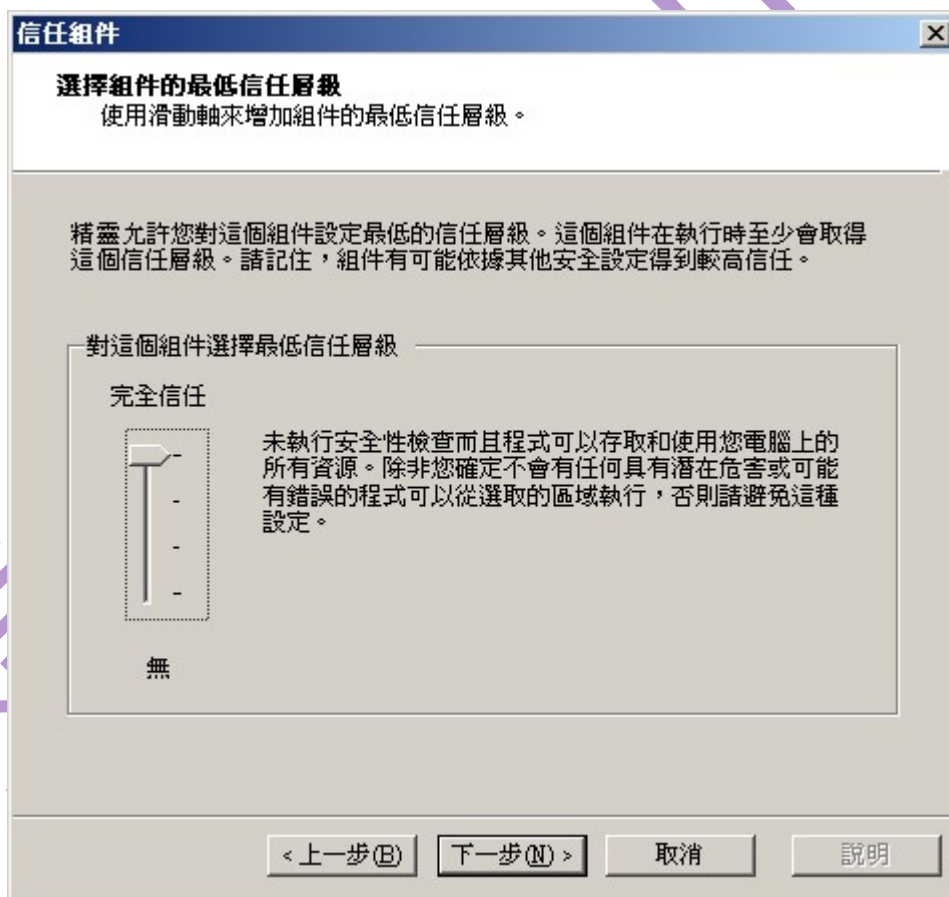 信任組件
選擇組件的最低信任層級
使用滑動軸來增加組件的最低信任層級。
精靈允許您對這個組件設定最低的信任層級。這個組件在執行時至少會取得
這個信任層級。請記住，組件有可能依據其他安全設定得到較高信任。
對這個組件選擇最低信任層級
完全信任
未執行安全性檢查而且程式可以存取和使用您電腦上的
所有資源。除非您確定不會有任何具有潛在危害或可能
有錯誤的程式可以從選取的區域執行，否則請避免這種
設定。
無
< 上一步(B)
下一步(N) >
取消
說明